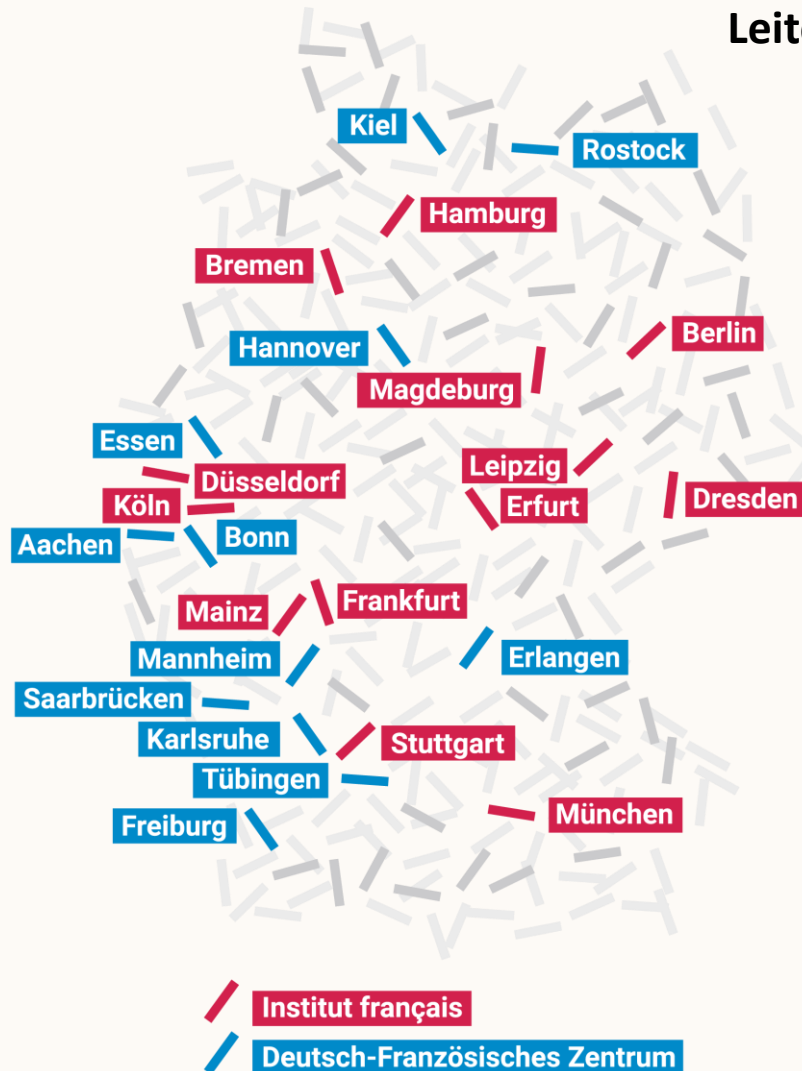 Kiel
Rostock
Hamburg
Bremen
Berlin
Hannover
Magdeburg
Essen
Leipzig
Düsseldorf
Dresden
Köln
Erfurt
Aachen
Bonn
Frankfurt
Mainz
Mannheim
Erlangen
Saarbrücken
Karlsruhe
Stuttgart
Tübingen
München
Freiburg
Institut français
Deutsch-Französisches Zentrum